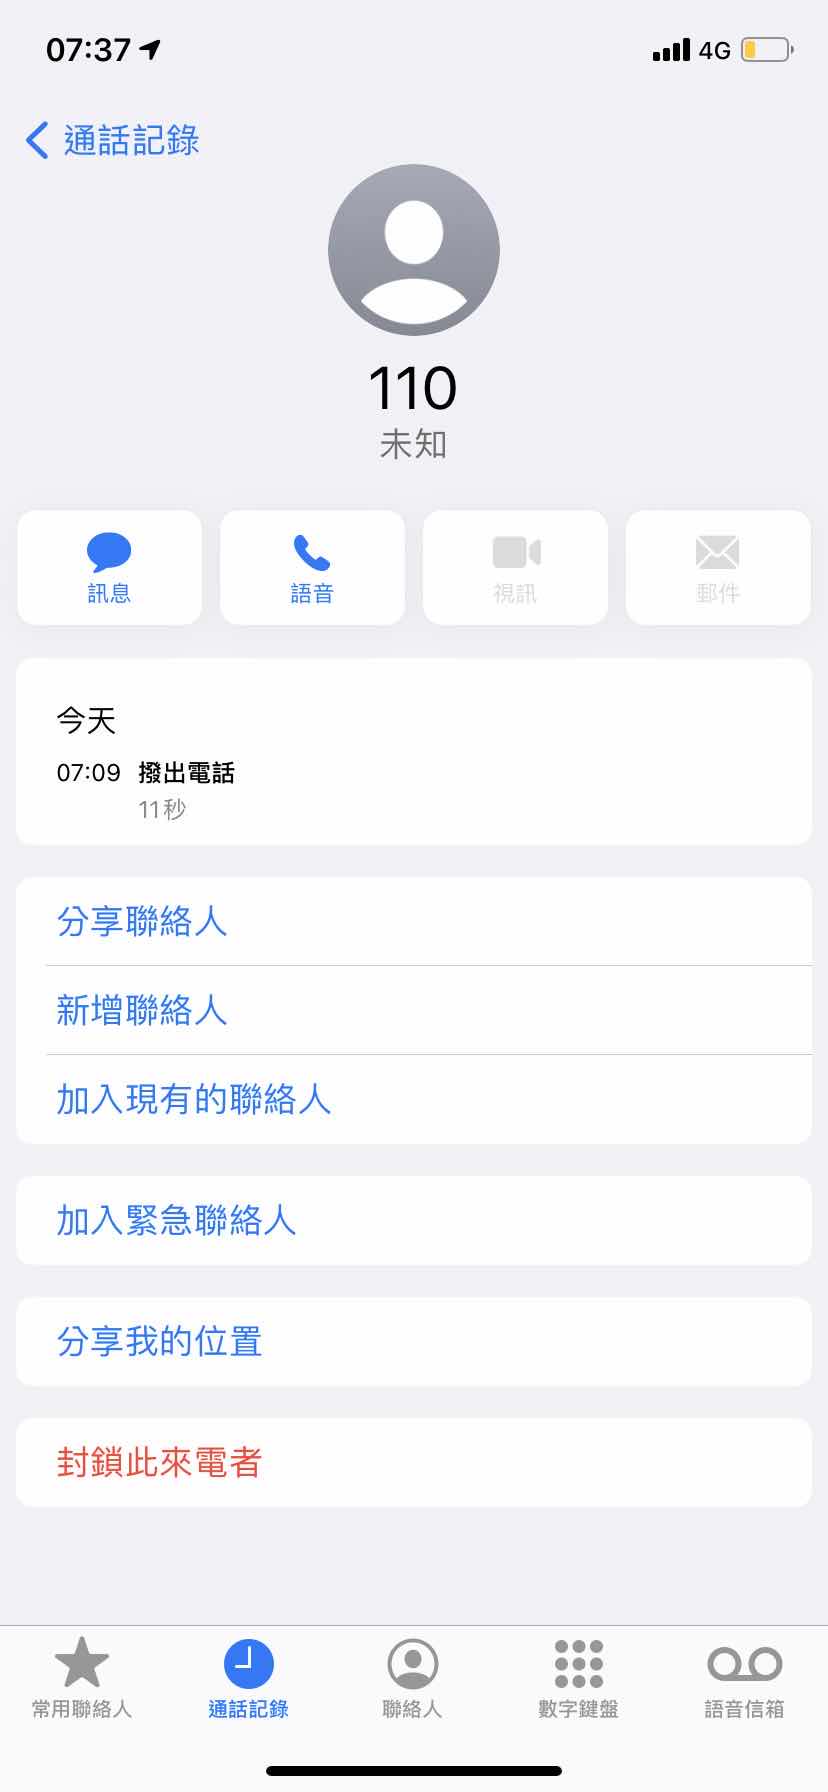 07:37
4G
通話記錄
110
未知
訊息
語音
視訊
郵件
今天
07:09 撥出電話
11秒
分享聯絡人
新增聯絡人
加入現有的聯絡人
加入緊急聯絡人
分享我的位置
封鎖此來電者
常用聯絡人
通話記錄
聯絡人
數字鍵盤
語音信箱